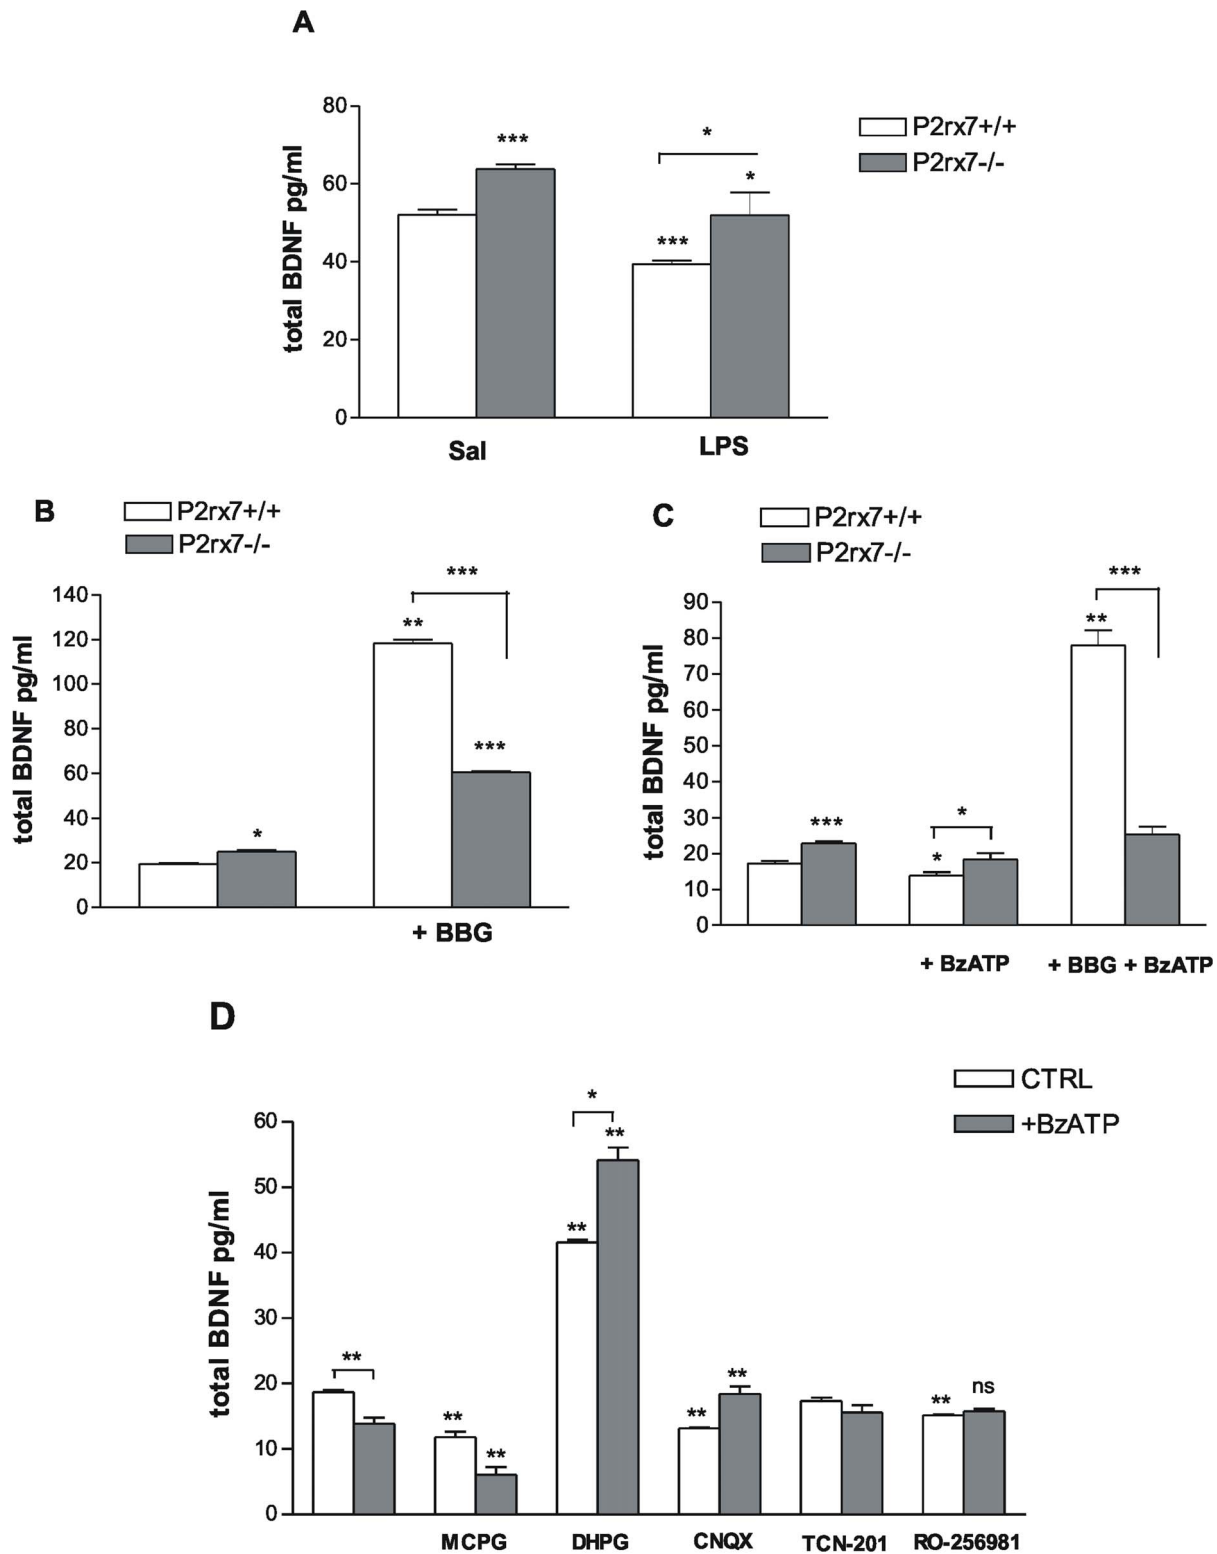 A
total BDNF pg/ml
80
60
40
20
0
***
*
***
*
Sal
LPS
P2rx7+/+
P2rx7-/-
B
P2rx7+/+
P2rx7-/-
total BDNF pg/ml
140
120
100
80
60
40
20
0
*
***
**
***
+ BBG
C
P2rx7+/+
P2rx7-/-
total BDNF pg/ml
90
80
70
60
50
40
30
20
10
0
***
*
*
***
**
+ BzATP
+ BBG + BzATP
D
CTRL
+BzATP
total BDNF pg/ml
60
50
40
30
20
10
0
**
**
**
*
**
**
**
**
**
ns
MCPG
DHPG
CNQX
TCN-201
RO-256981